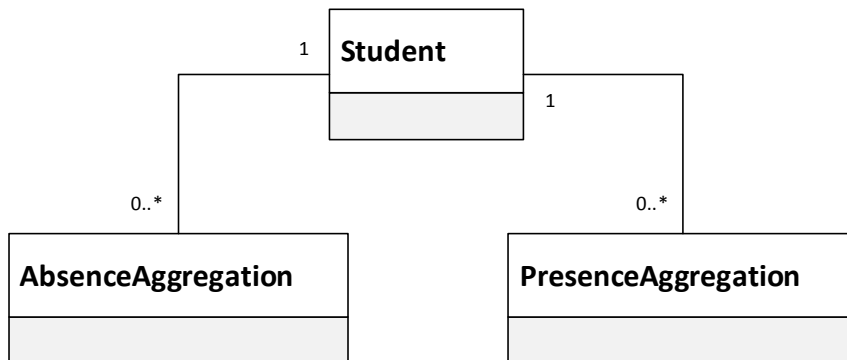 1
Student
1
0..*
0..*
AbsenceAggregation
PresenceAggregation